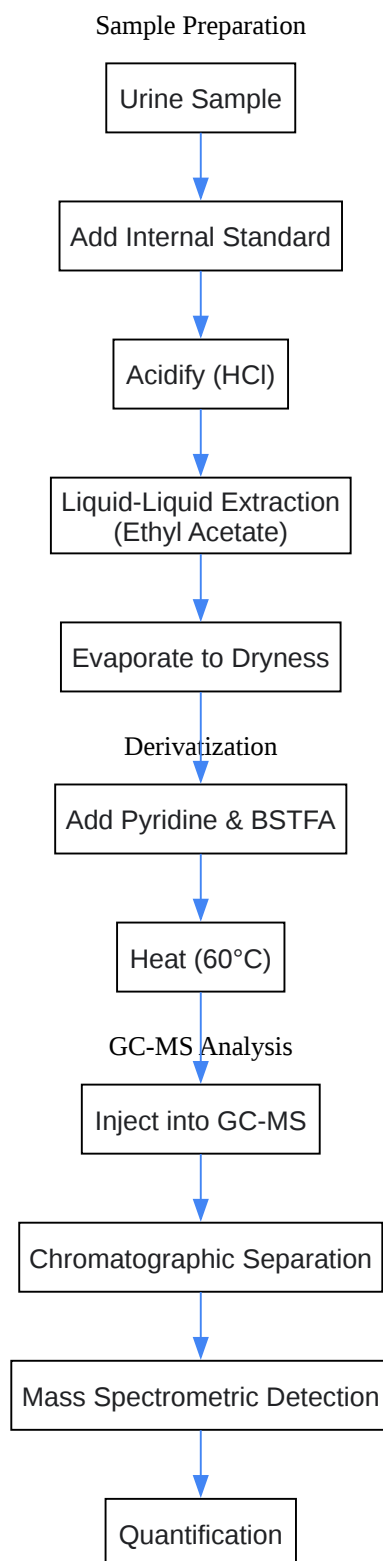 Sample Preparation
Urine Sample
Add Internal Standard
Acidify (HCl)
Liquid-Liquid Extraction
(Ethyl Acetate)
Evaporate to Dryness
Derivatization
Add Pyridine & BSTFA
Heat (60°C)
GC-MS Analysis
Inject into GC-MS
Chromatographic Separation
Mass Spectrometric Detection
Quantification